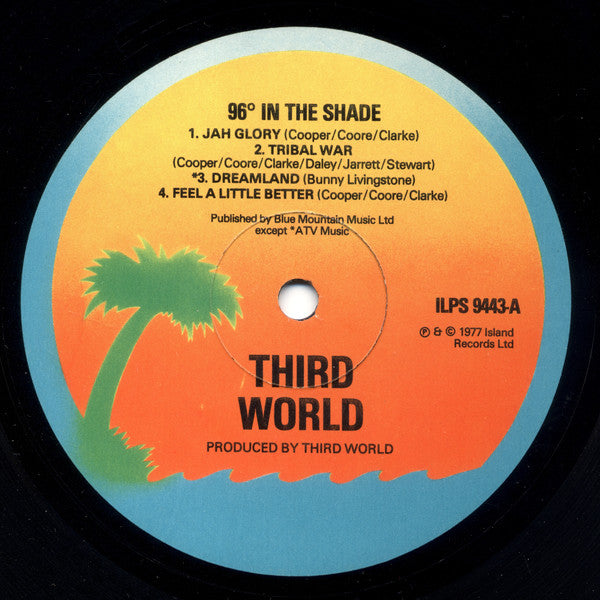 96° IN THE SHADE
1. JAH GLORY (Cooper/Coore/Clarke)
2. TRIBAL WAR
(Cooper/Coore/Clarke/Daley/Jarrett/Stewart)
*3. DREAMLAND (Bunny Livingstone)
4. FEEL A LITTLE BETTER (Cooper/Coore/Clarke)
Published by Blue Mountain Music Ltd
except *ATV Music
ILPS 9443-A
℗ & © 1977 Island
Records Ltd
THIRD
WORLD
PRODUCED BY THIRD WORLD